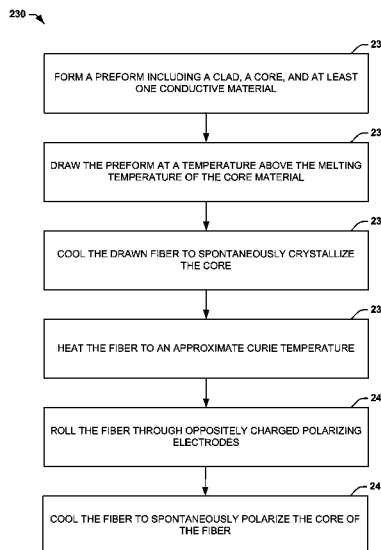 230
23
FORM A PREFORM INCLUDING A CLAD, A CORE, AND AT LEAST
ONE CONDUCTIVE MATERIAL
23
DRAW THE PREFORM AT A TEMPERATURE ABOVE THE MELTING
TEMPERATURE OF THE CORE MATERIAL
23
COOL THE DRAWN FIBER TO SPONTANEOUSLY CRYSTALLIZE
THE CORE
23
HEAT THE FIBER TO AN APPROXIMATE CURIE TEMPERATURE
24
ROLL THE FIBER THROUGH OPPOSITELY CHARGED POLARIZING
ELECTRODES
24
COOL THE FIBER TO SPONTANEOUSLY POLARIZE THE CORE OF
THE FIBER